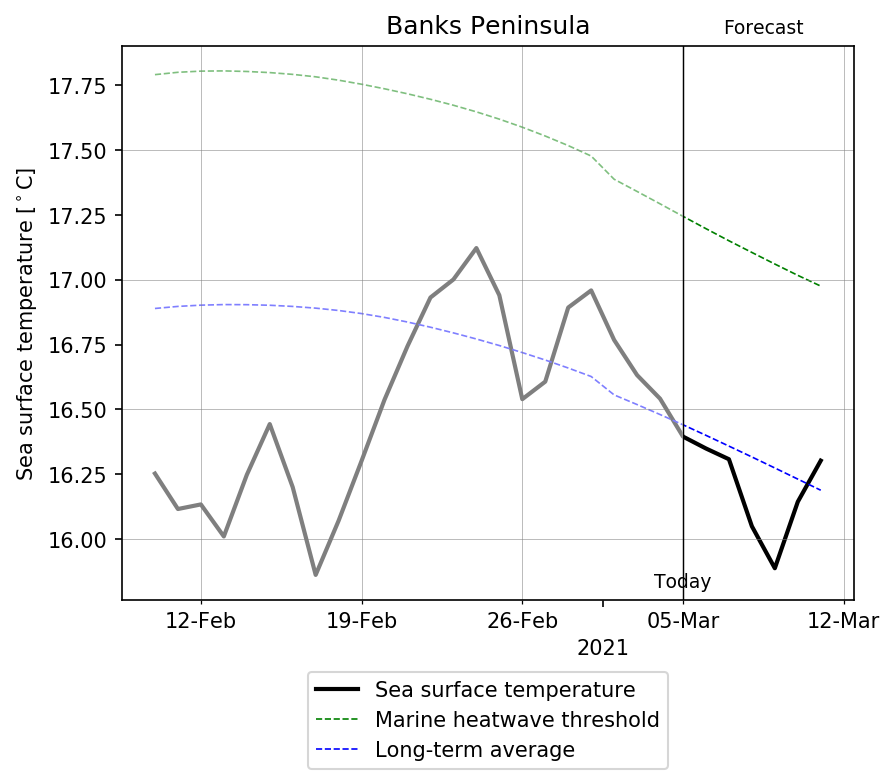 Banks Peninsula
Forecast
Sea surface temperature [°C]
17.75
17.50
17.25
17.00
16.75
16.50
16.25
16.00
Today
12-Feb
19-Feb
26-Feb
05-Mar
12-Mar
2021
Sea surface temperature
Marine heatwave threshold
Long-term average